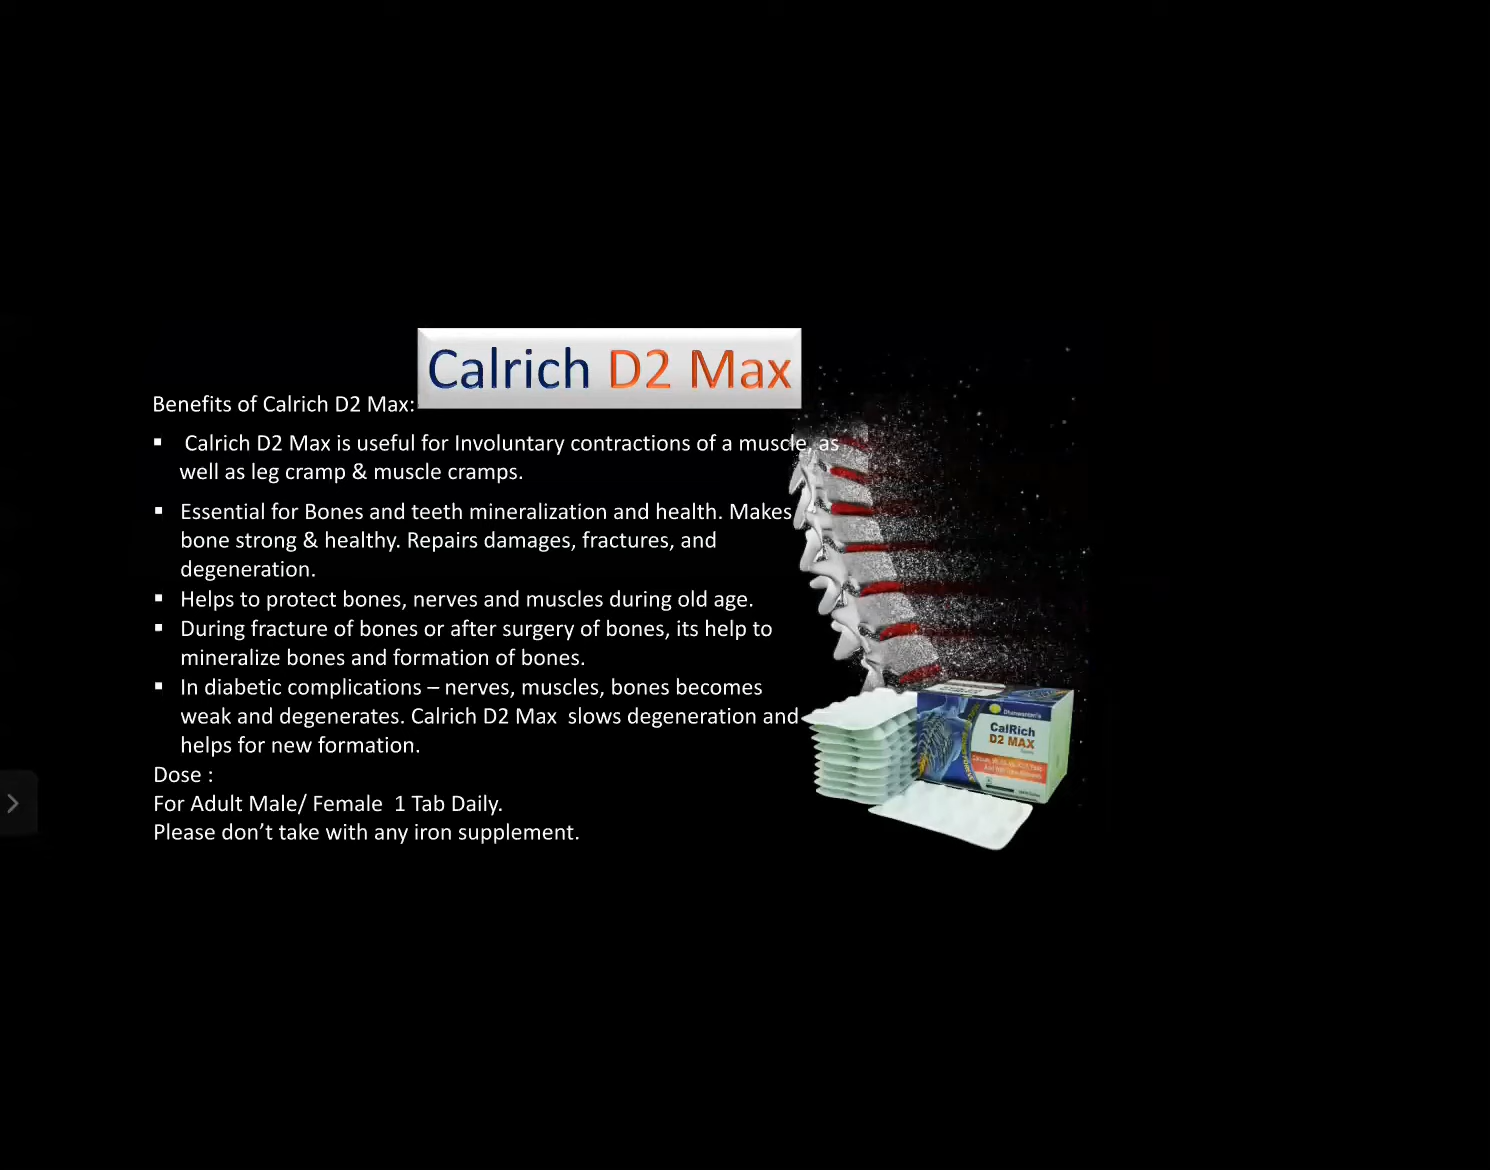 Calrich D2 Max
Benefits of Calrich D2 Max:
▪ Calrich D2 Max is useful for Involuntary contractions of a muscle, as
well as leg cramp & muscle cramps.
▪ Essential for Bones and teeth mineralization and health. Makes
bone strong & healthy. Repairs damages, fractures, and
degeneration.
▪ Helps to protect bones, nerves and muscles during old age.
▪ During fracture of bones or after surgery of bones, its help to
mineralize bones and formation of bones.
▪ In diabetic complications – nerves, muscles, bones becomes
weak and degenerates. Calrich D2 Max slows degeneration and
helps for new formation.
Dose :
For Adult Male/ Female 1 Tab Daily.
Please don’t take with any iron supplement.
Dhanwantari's
CalRich
D2 MAX